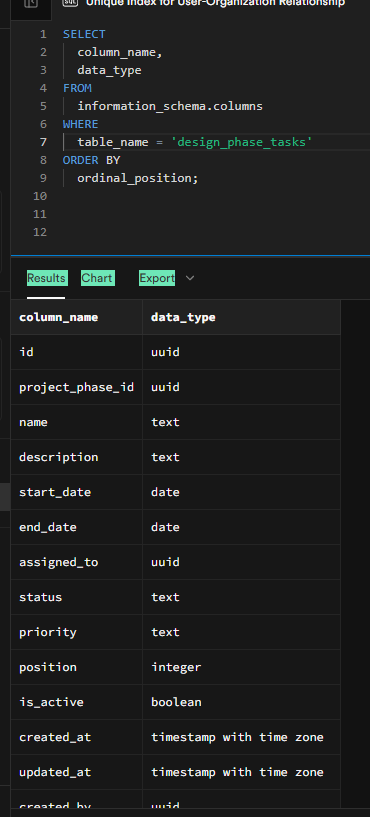 SQL Unique Index for User-Organization Relationship
1 SELECT
2 column_name,
3 data_type
4 FROM
5 information_schema.columns
6 WHERE
7 table_name = 'design_phase_tasks'
8 ORDER BY
9 ordinal_position;
10
11
12
Results Chart Export
column_name data_type
id uuid
project_phase_id uuid
name text
description text
start_date date
end_date date
assigned_to uuid
status text
priority text
position integer
is_active boolean
created_at timestamp with time zone
updated_at timestamp with time zone
created_by uuid